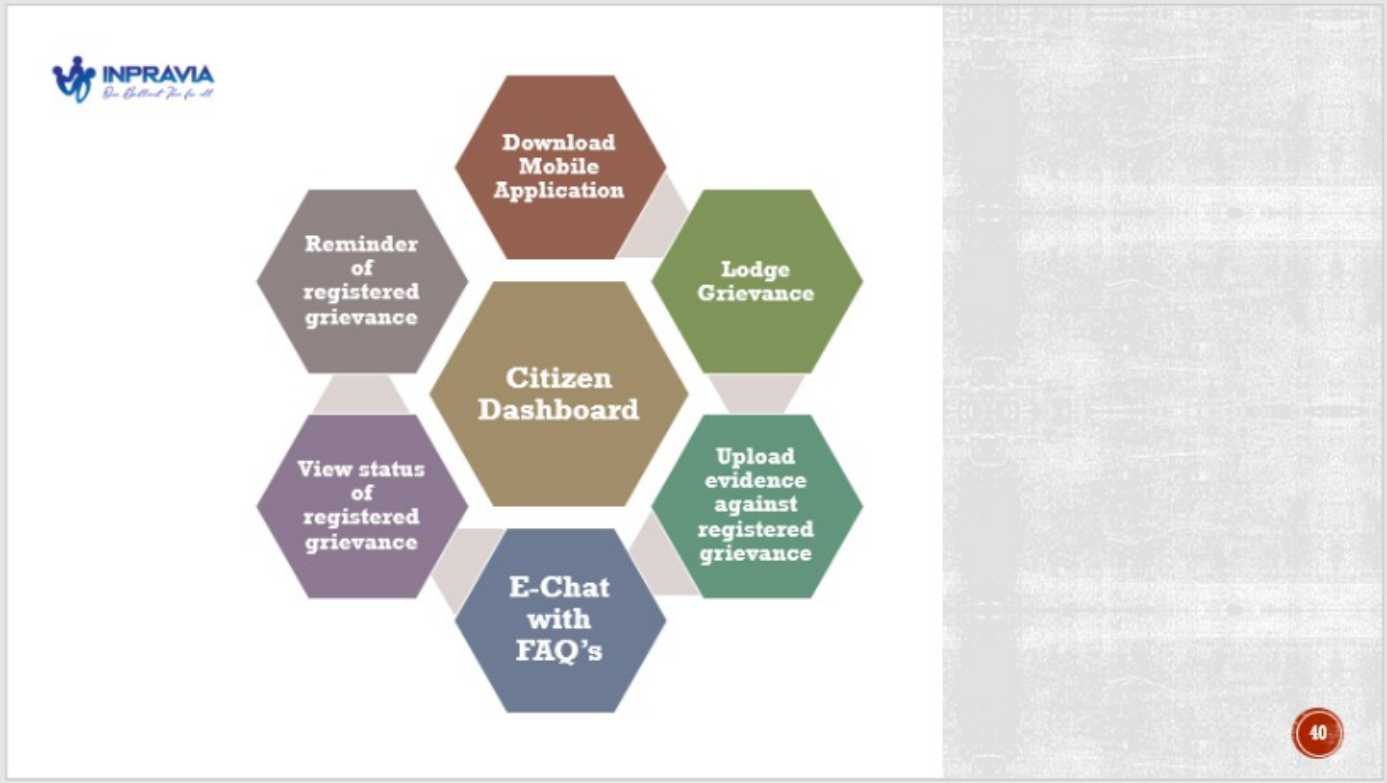 INPRAVIA
Download
Mobile
Application
Lodge
Grievance
Upload
evidence
against
registered
grievance
E-Chat
with
FAQ’s
View status
of
registered
grievance
Reminder
of
registered
grievance
Citizen
Dashboard
40